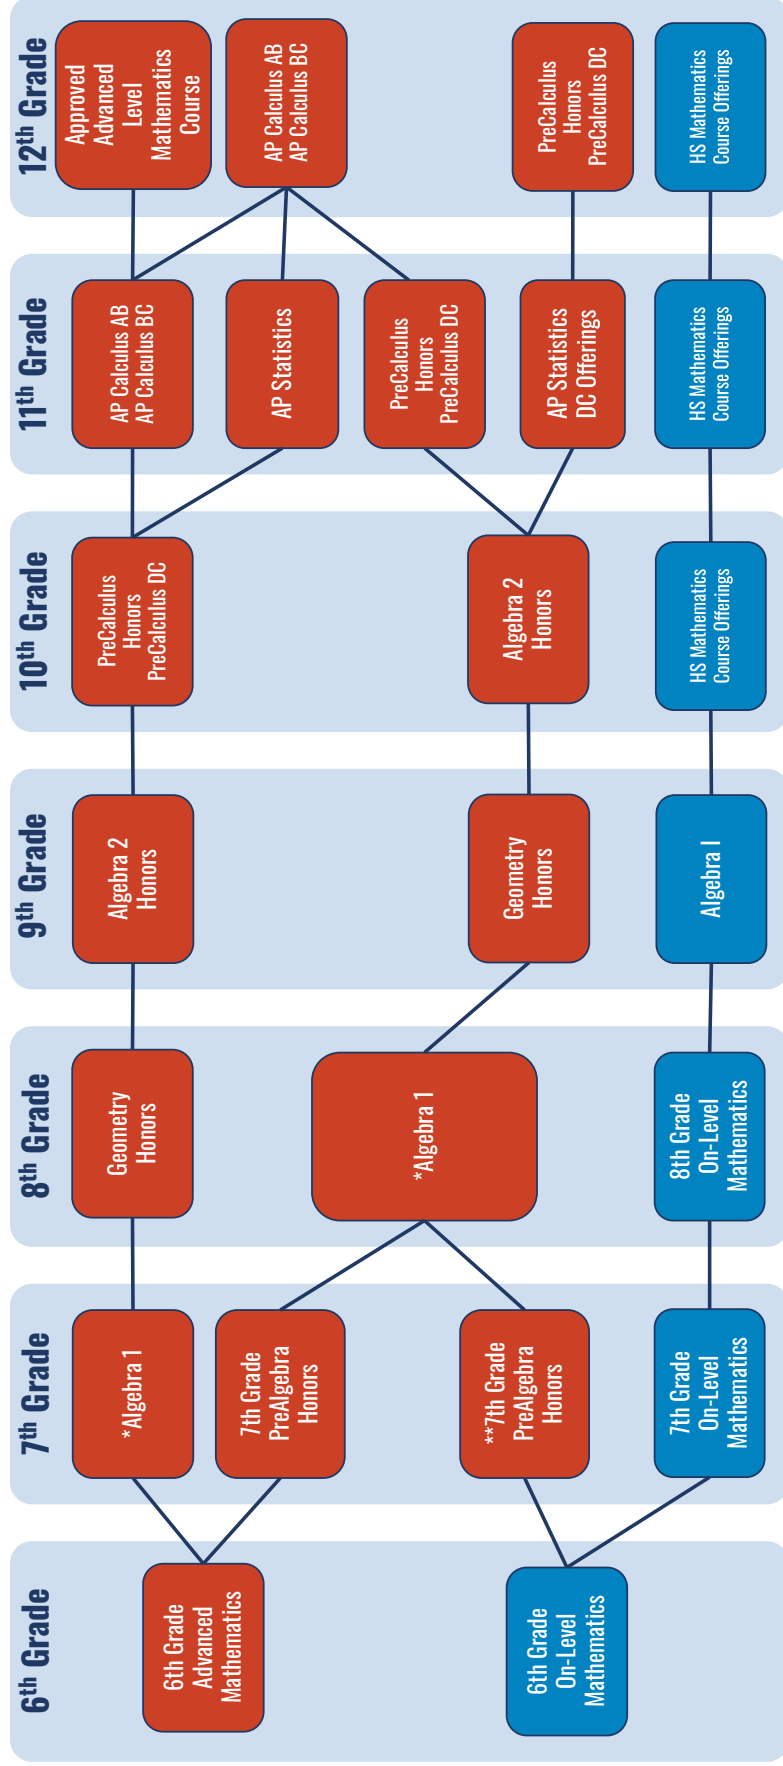 6th Grade
6th Grade
Advanced
Mathematics
6th Grade
On-Level
Mathematics
7th Grade
*Algebra 1
7th Grade
PreAlgebra
Honors
**7th Grade
PreAlgebra
Honors
7th Grade
On-Level
Mathematics
8th Grade
Geometry
Honors
*Algebra 1
8th Grade
On-Level
Mathematics
9th Grade
Algebra 2
Honors
Geometry
Honors
Algebra I
10th Grade
PreCalculus
Honors
PreCalculus DC
Algebra 2
Honors
HS Mathematics
Course Offerings
11th Grade
AP Calculus AB
AP Calculus BC
AP Statistics
PreCalculus
Honors
PreCalculus DC
AP Statistics
DC Offerings
HS Mathematics
Course Offerings
12th Grade
Approved
Advanced
Level
Mathematics
Course
AP Calculus AB
AP Calculus BC
PreCalculus
Honors
PreCalculus DC
HS Mathematics
Course Offerings